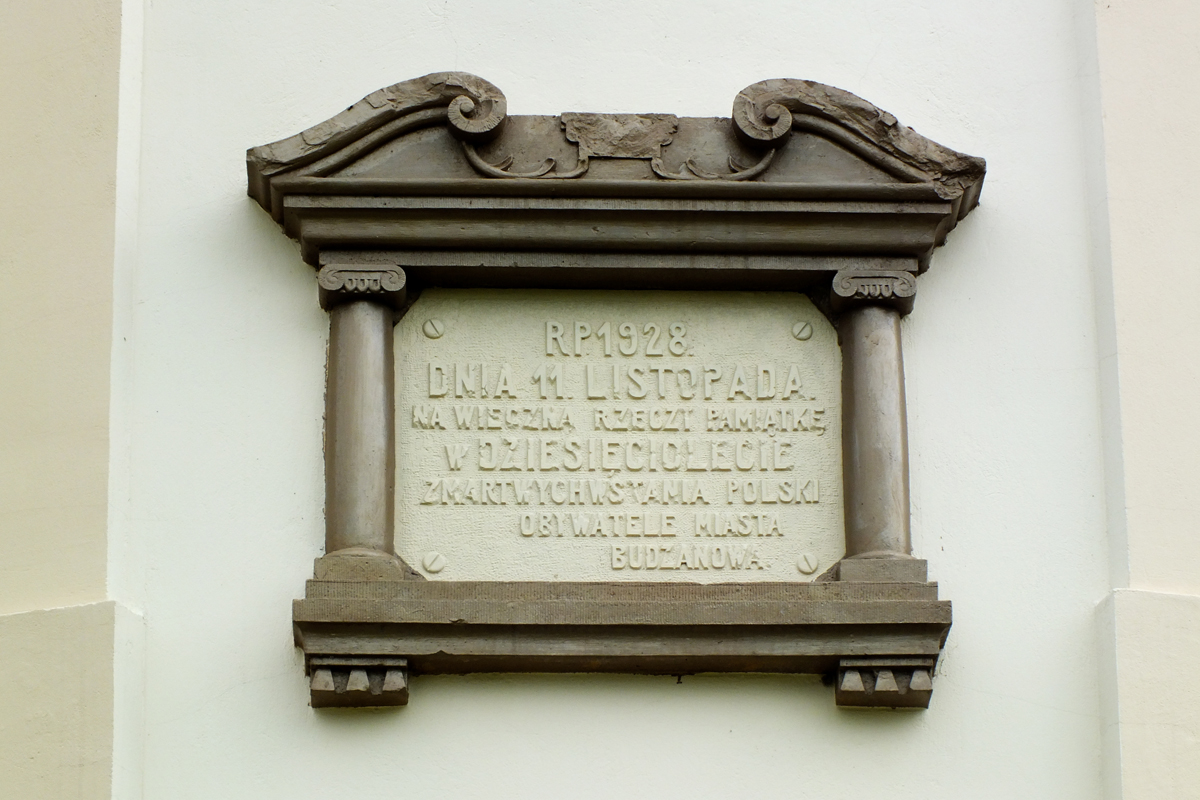 RP1928.
DNIA 11. LISTOPADA.
NA WIECZNĄ RZECZY PAMIĄTKĘ
W DZIESIĘCIOLECIE
ZMARTWYCHWSTANIA POLSKI
OBYWATELE MIASTA
BUDZANOWA.